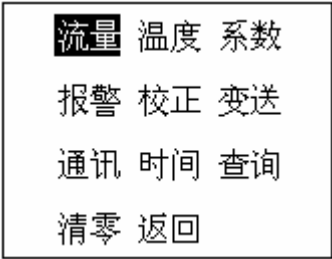 流量 温度 系数
报警 校正 变送
通讯 时间 查询
清零 返回